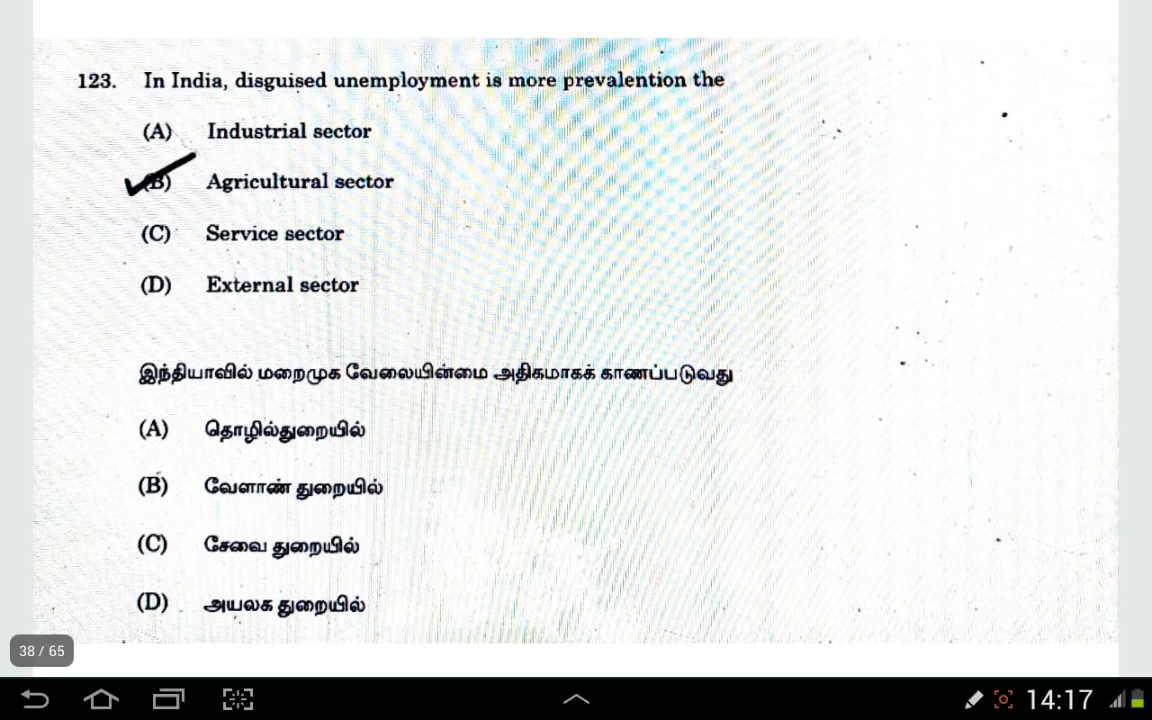 123. In India, disguised unemployment is more prevalention the
(A) Industrial sector
(B) Agricultural sector
(C) Service sector
(D) External sector
இந்தியாவில் மறைமுக வேலையின்மை அதிகமாகக் காணப்படுவது
(A) தொழில்துறையில்
(B) வேளாண் துறையில்
(C) சேவை துறையில்
(D) அயலக துறையில்
38 / 65
14:17